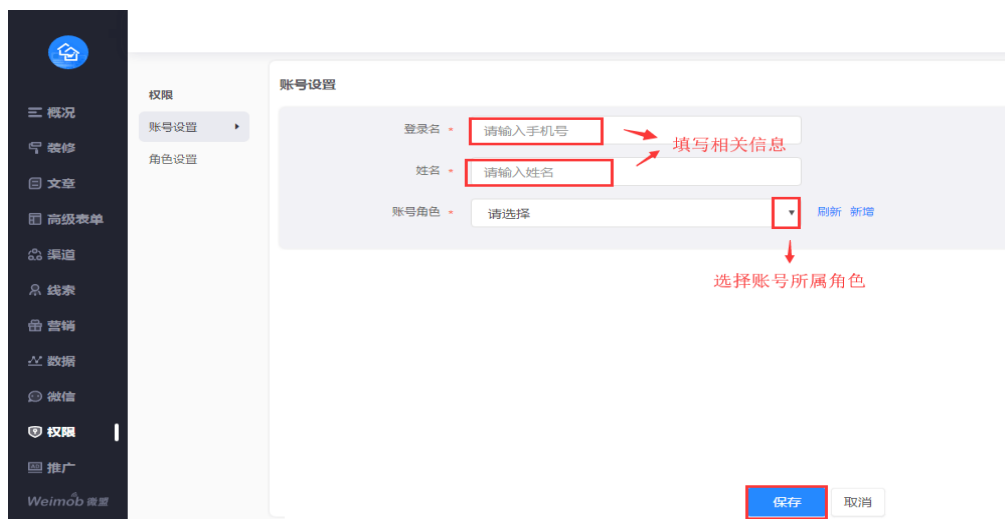 概况
装修
文章
高级表单
渠道
线索
营销
数据
微信
权限
推广
Weimob 微盟
权限
账号设置
角色设置
账号设置
登录名 * 请输入手机号
填写相关信息
姓名 * 请输入姓名
账号角色 * 请选择 刷新 新增
选择账号所属角色
保存 取消